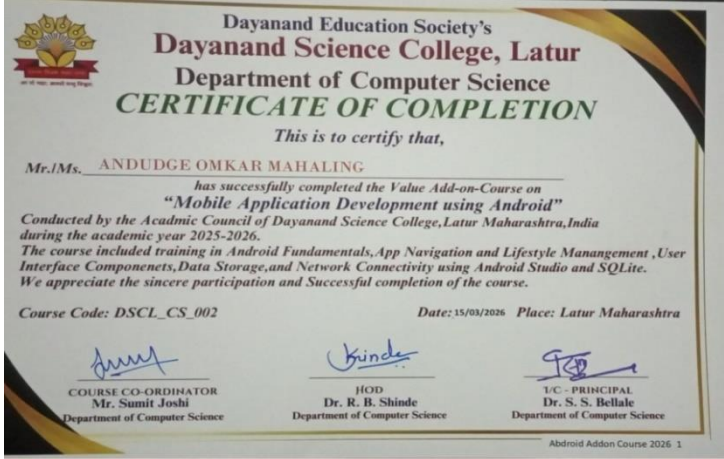 Dayanand Education Society's
Dayanand Science College, Latur
Department of Computer Science
CERTIFICATE OF COMPLETION
This is to certify that,
Mr./Ms. ANDUDGE OMKAR MAHALING
has successfully completed the Value Add-on-Course on
“Mobile Application Development using Android”
Conducted by the Acadmic Council of Dayanand Science College,Latur Maharashtra,India
during the academic year 2025-2026.
The course included training in Android Fundamentals,App Navigation and Lifestyle Manangement ,User
Interface Componenets,Data Storage,and Network Connectivity using Android Studio and SQLite.
We appreciate the sincere participation and Successful completion of the course.
Course Code: DSCL_CS_002 Date: 15/03/2026 Place: Latur Maharashtra
COURSE CO-ORDINATOR HOD I/C - PRINCIPAL
Mr. Sumit Joshi Dr. R. B. Shinde Dr. S. S. Bellale
Department of Computer Science Department of Computer Science Department of Computer Science
Abdroid Addon Course 2026 1